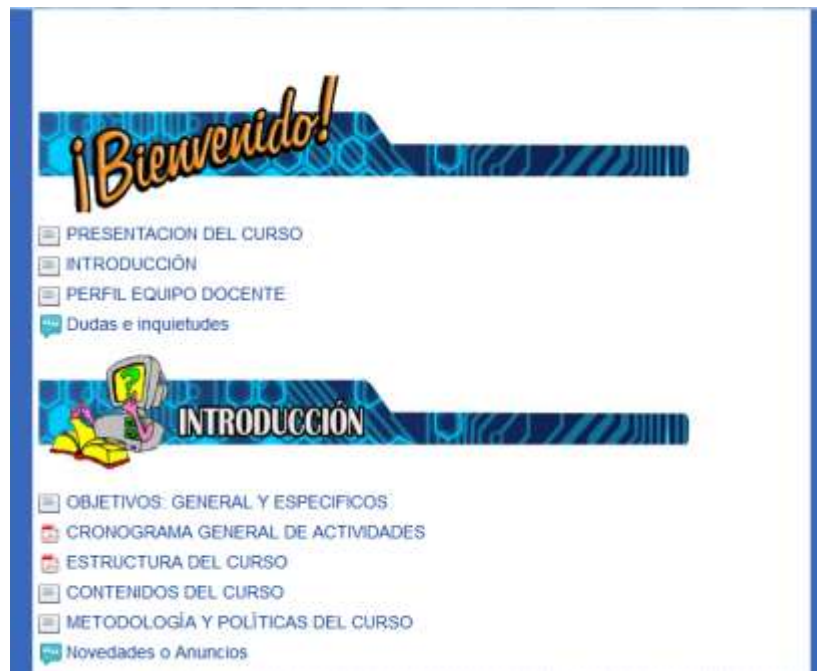 ¡Bienvenido!
PRESENTACION DEL CURSO
INTRODUCCIÓN
PERFIL EQUIPO DOCENTE
Dudas e inquietudes
INTRODUCCIÓN
OBJETIVOS: GENERAL Y ESPECIFICOS
CRONOGRAMA GENERAL DE ACTIVIDADES
ESTRUCTURA DEL CURSO
CONTENIDOS DEL CURSO
METODOLOGÍA Y POLÍTICAS DEL CURSO
Novedades o Anuncios